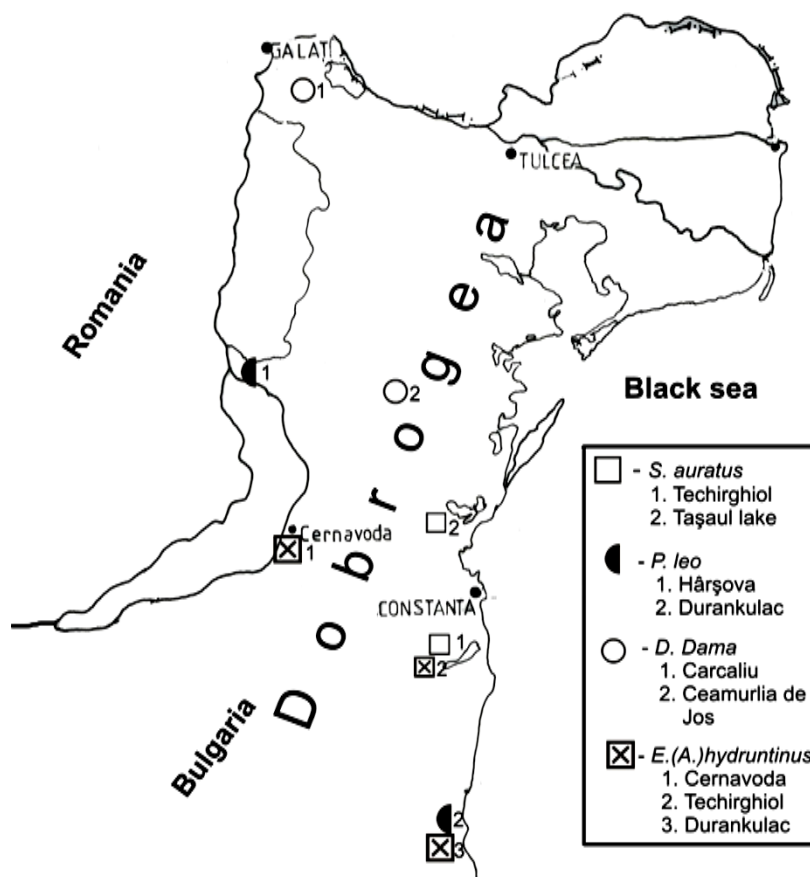 GALAȚI
1
TULCEA
Dobrogea
Romania
1
2
Black sea
2
Cernavoda
1
CONSTANTA
1
2
Bulgaria
2
3
- S. auratus
1. Techirghiol
2. Taşaul lake
- P. leo
1. Hârşova
2. Durankulac
- D. Dama
1. Carcaliu
2. Ceamurlia de
Jos
- E.(A.)hydruntinus
1. Cernavoda
2. Techirghiol
3. Durankulac